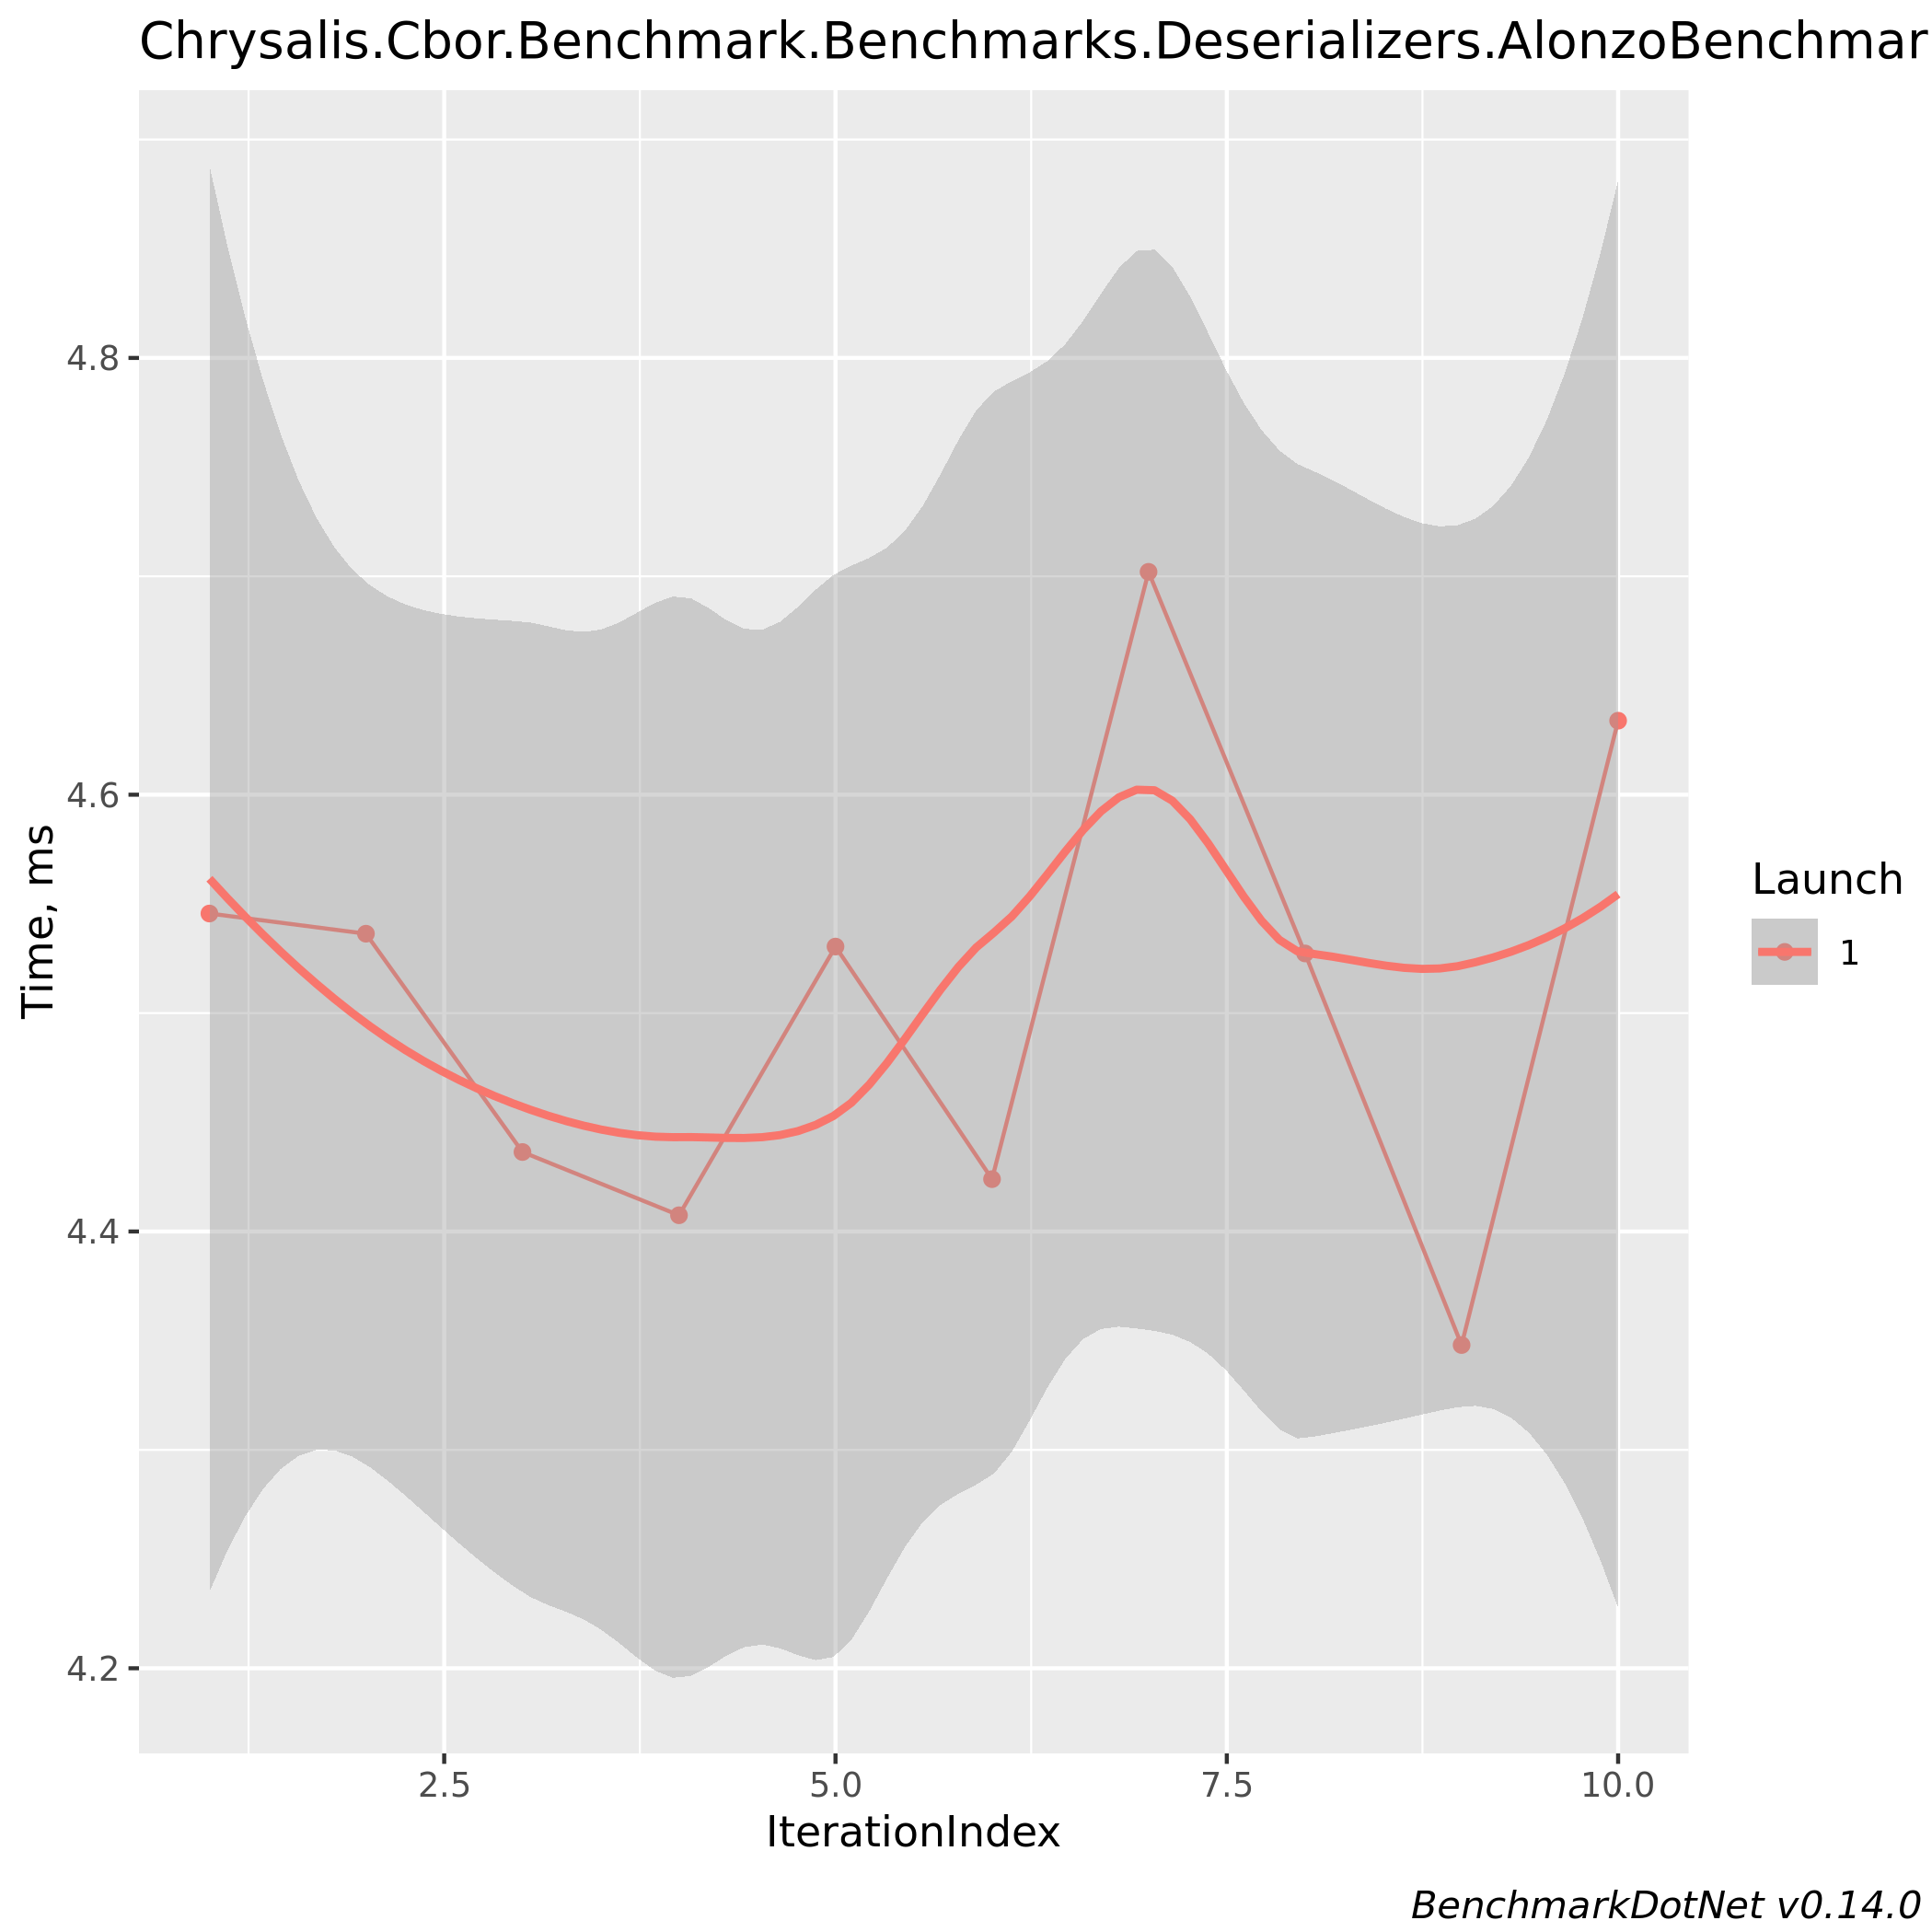 Chrysalis.Cbor.Benchmark.Benchmarks.Deserializers.AlonzoBenchmar
4.8
4.6
4.4
4.2
Time, ms
2.5 5.0 7.5 10.0
IterationIndex
Launch
1
BenchmarkDotNet v0.14.0